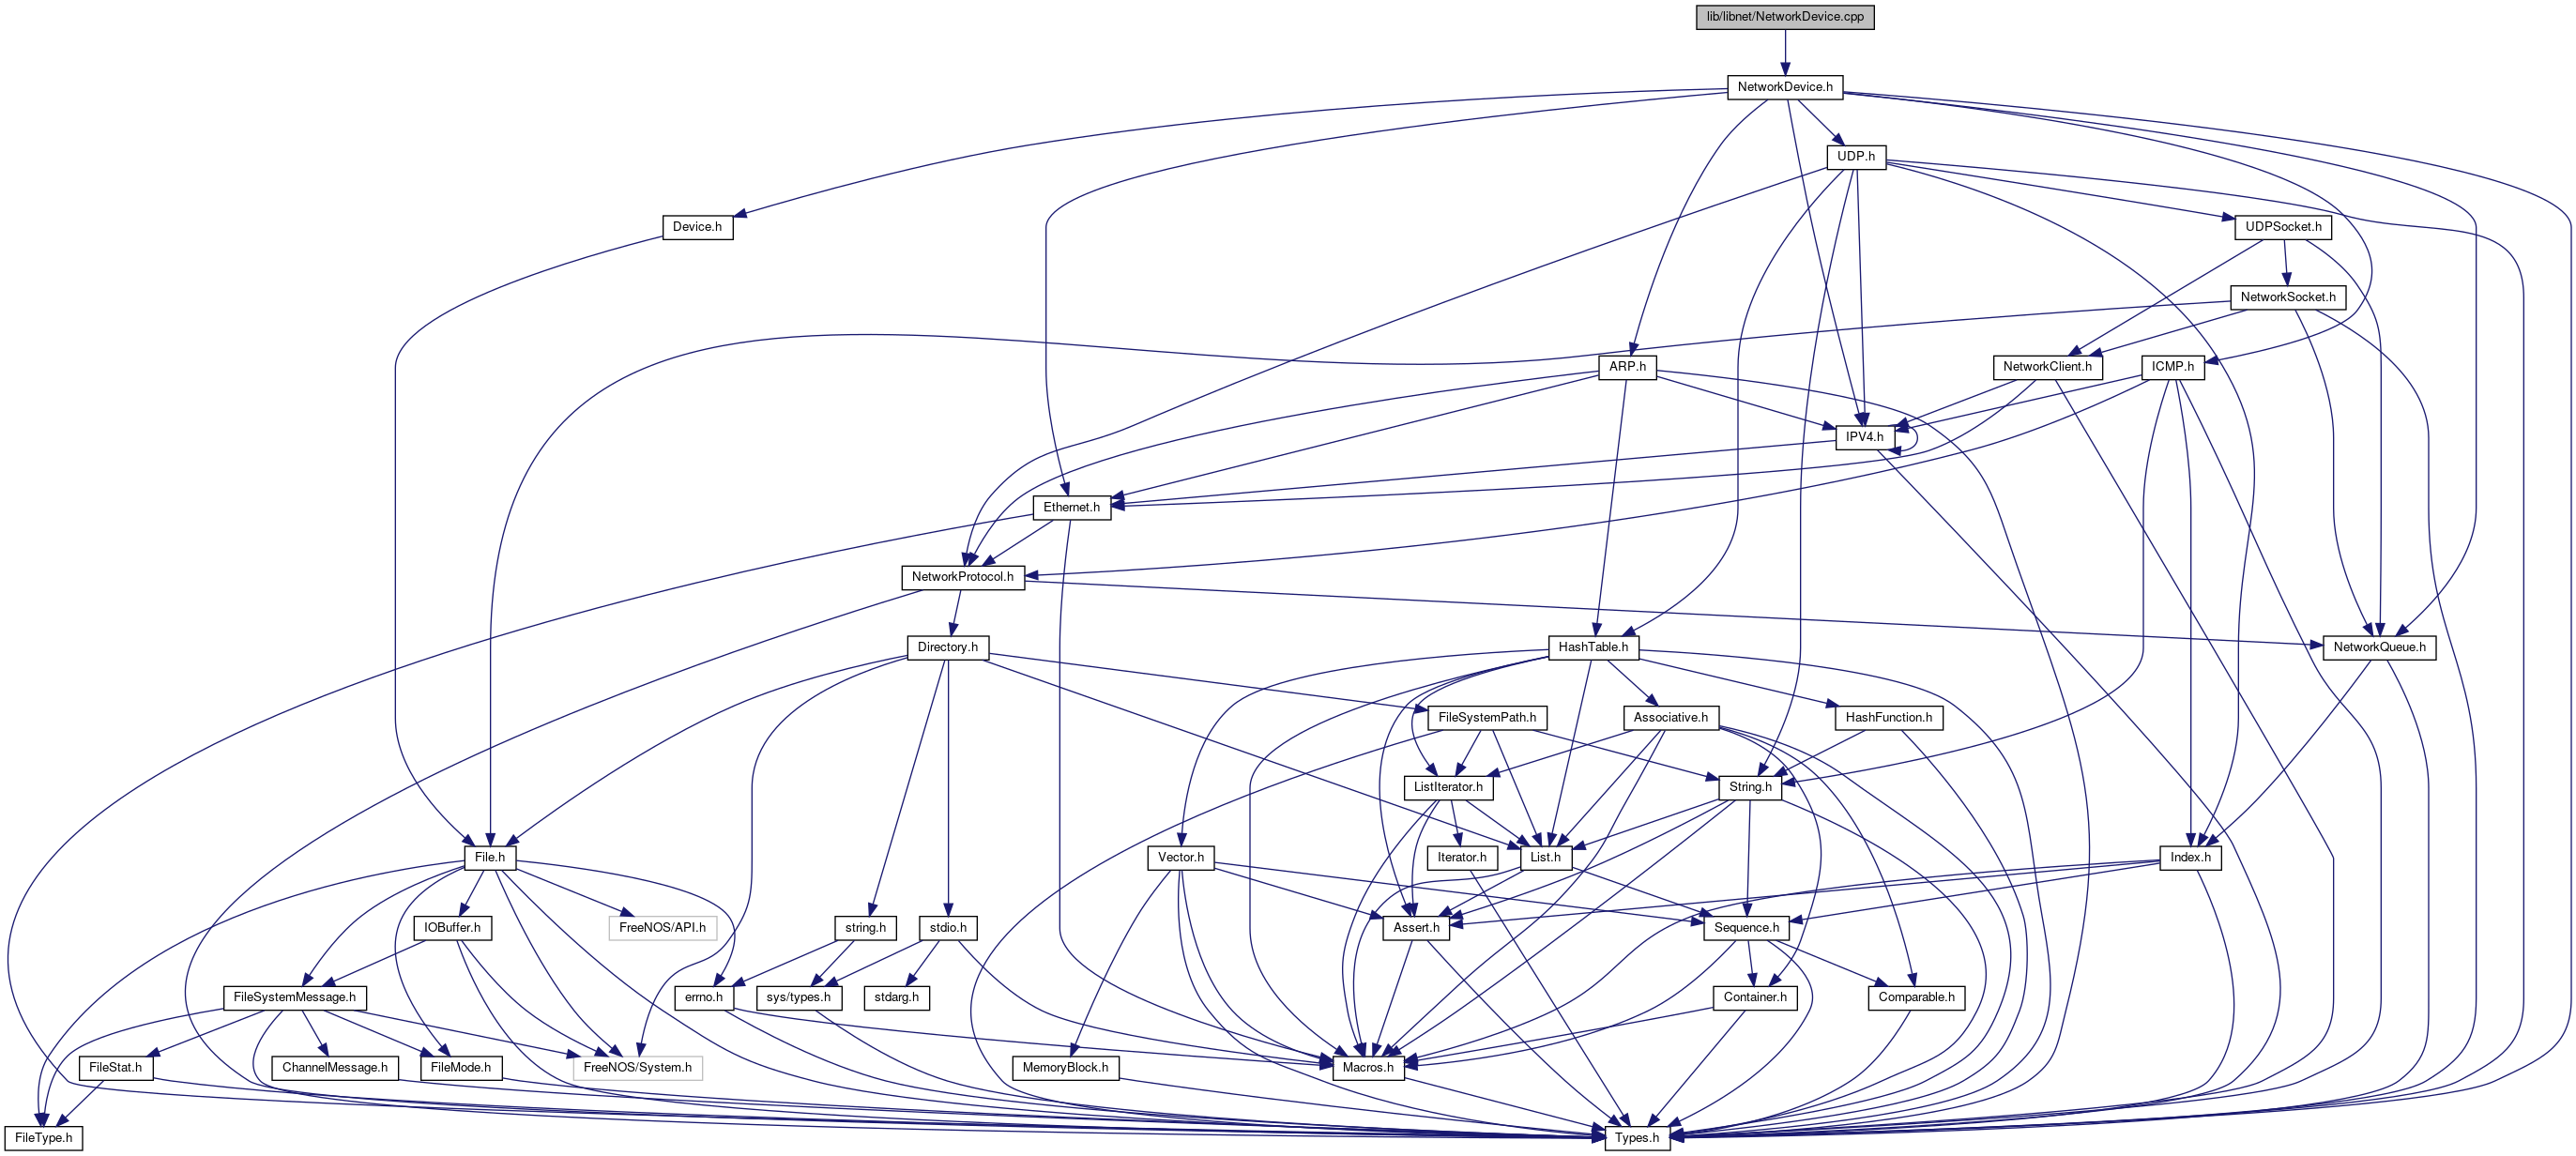 lib/libnet/NetworkDevice.cpp
NetworkDevice.h
UDP.h
Device.h
UDPSocket.h
NetworkSocket.h
ARP.h
NetworkClient.h
ICMP.h
IPV4.h
Ethernet.h
NetworkProtocol.h
Directory.h
HashTable.h
NetworkQueue.h
FileSystemPath.h
Associative.h
HashFunction.h
ListIterator.h
String.h
File.h
Vector.h
Iterator.h
List.h
Index.h
IOBuffer.h
FreeNOS/API.h
string.h
stdio.h
Assert.h
Sequence.h
FileSystemMessage.h
errno.h
sys/types.h
stdarg.h
Container.h
Comparable.h
FileStat.h
ChannelMessage.h
FileMode.h
FreeNOS/System.h
MemoryBlock.h
Macros.h
FileType.h
Types.h